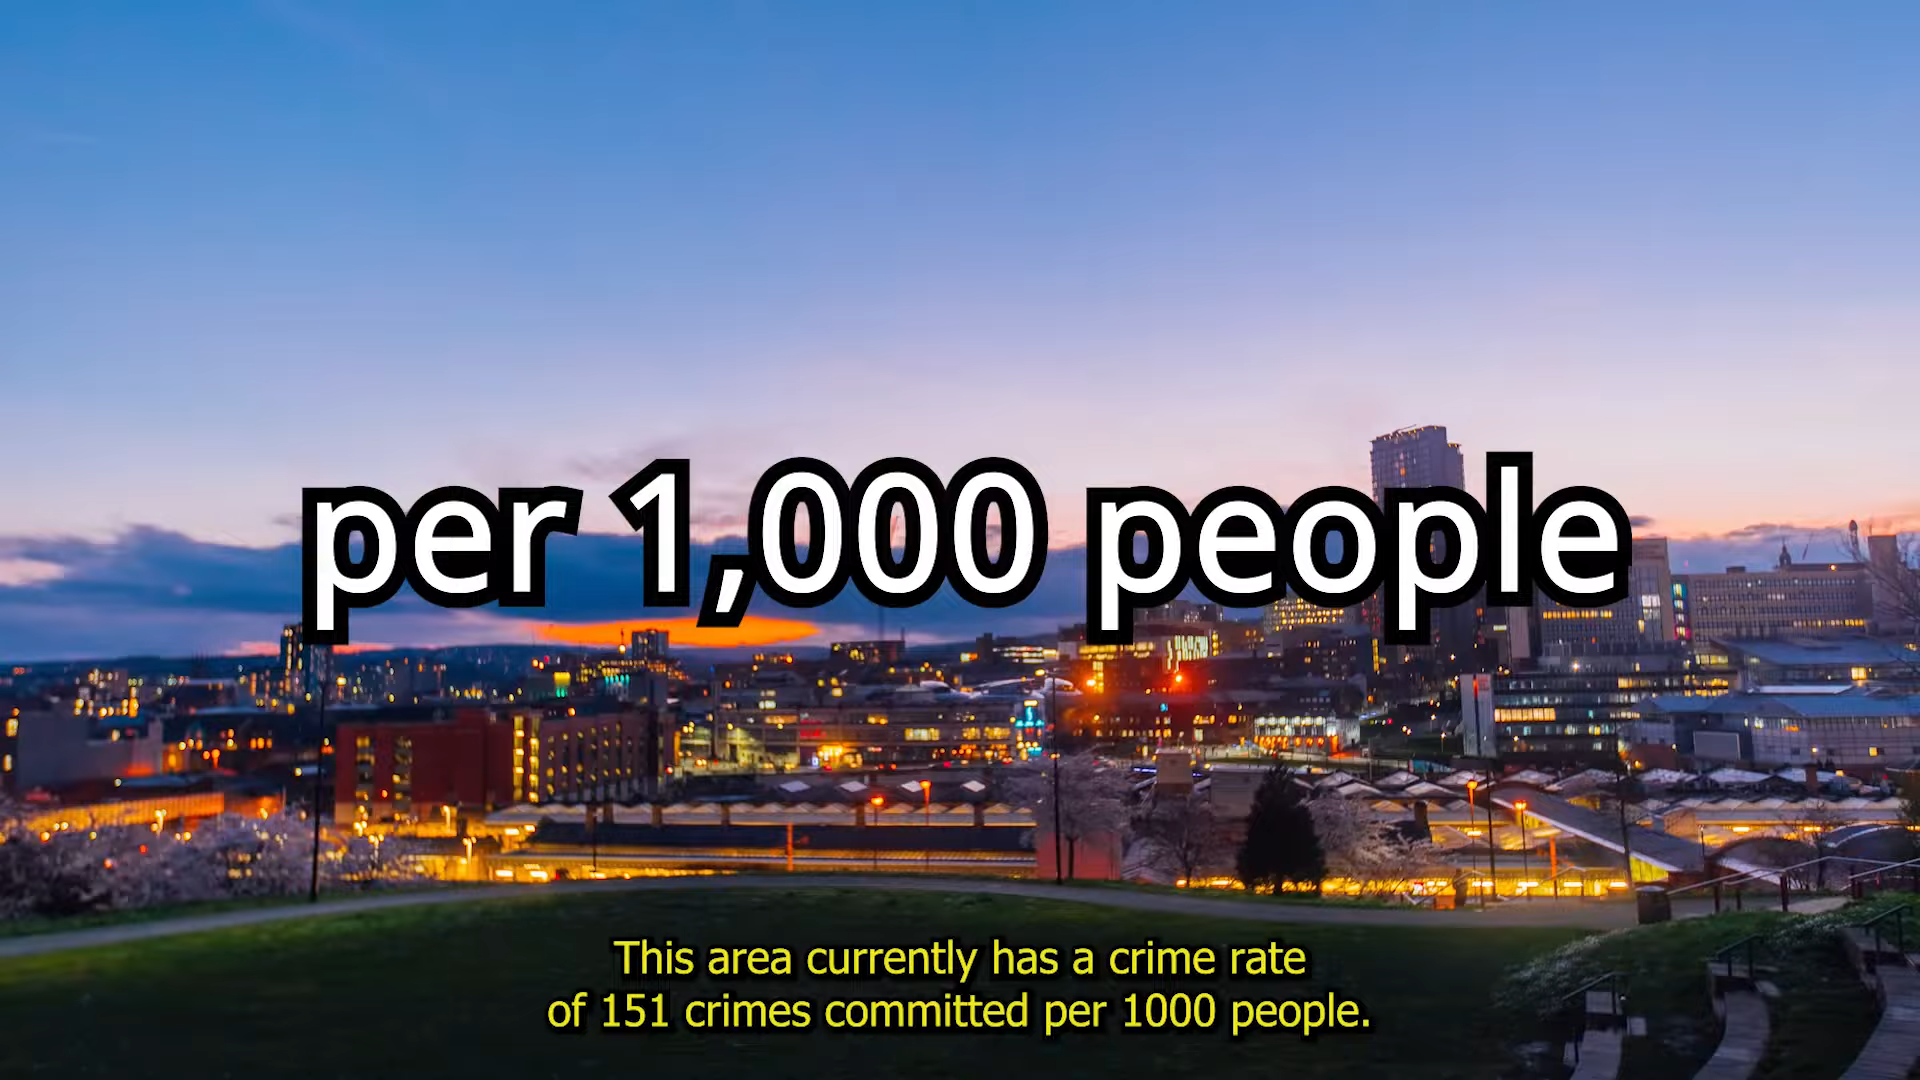 per 1,000 people
This area currently has a crime rate
of 151 crimes committed per 1000 people.